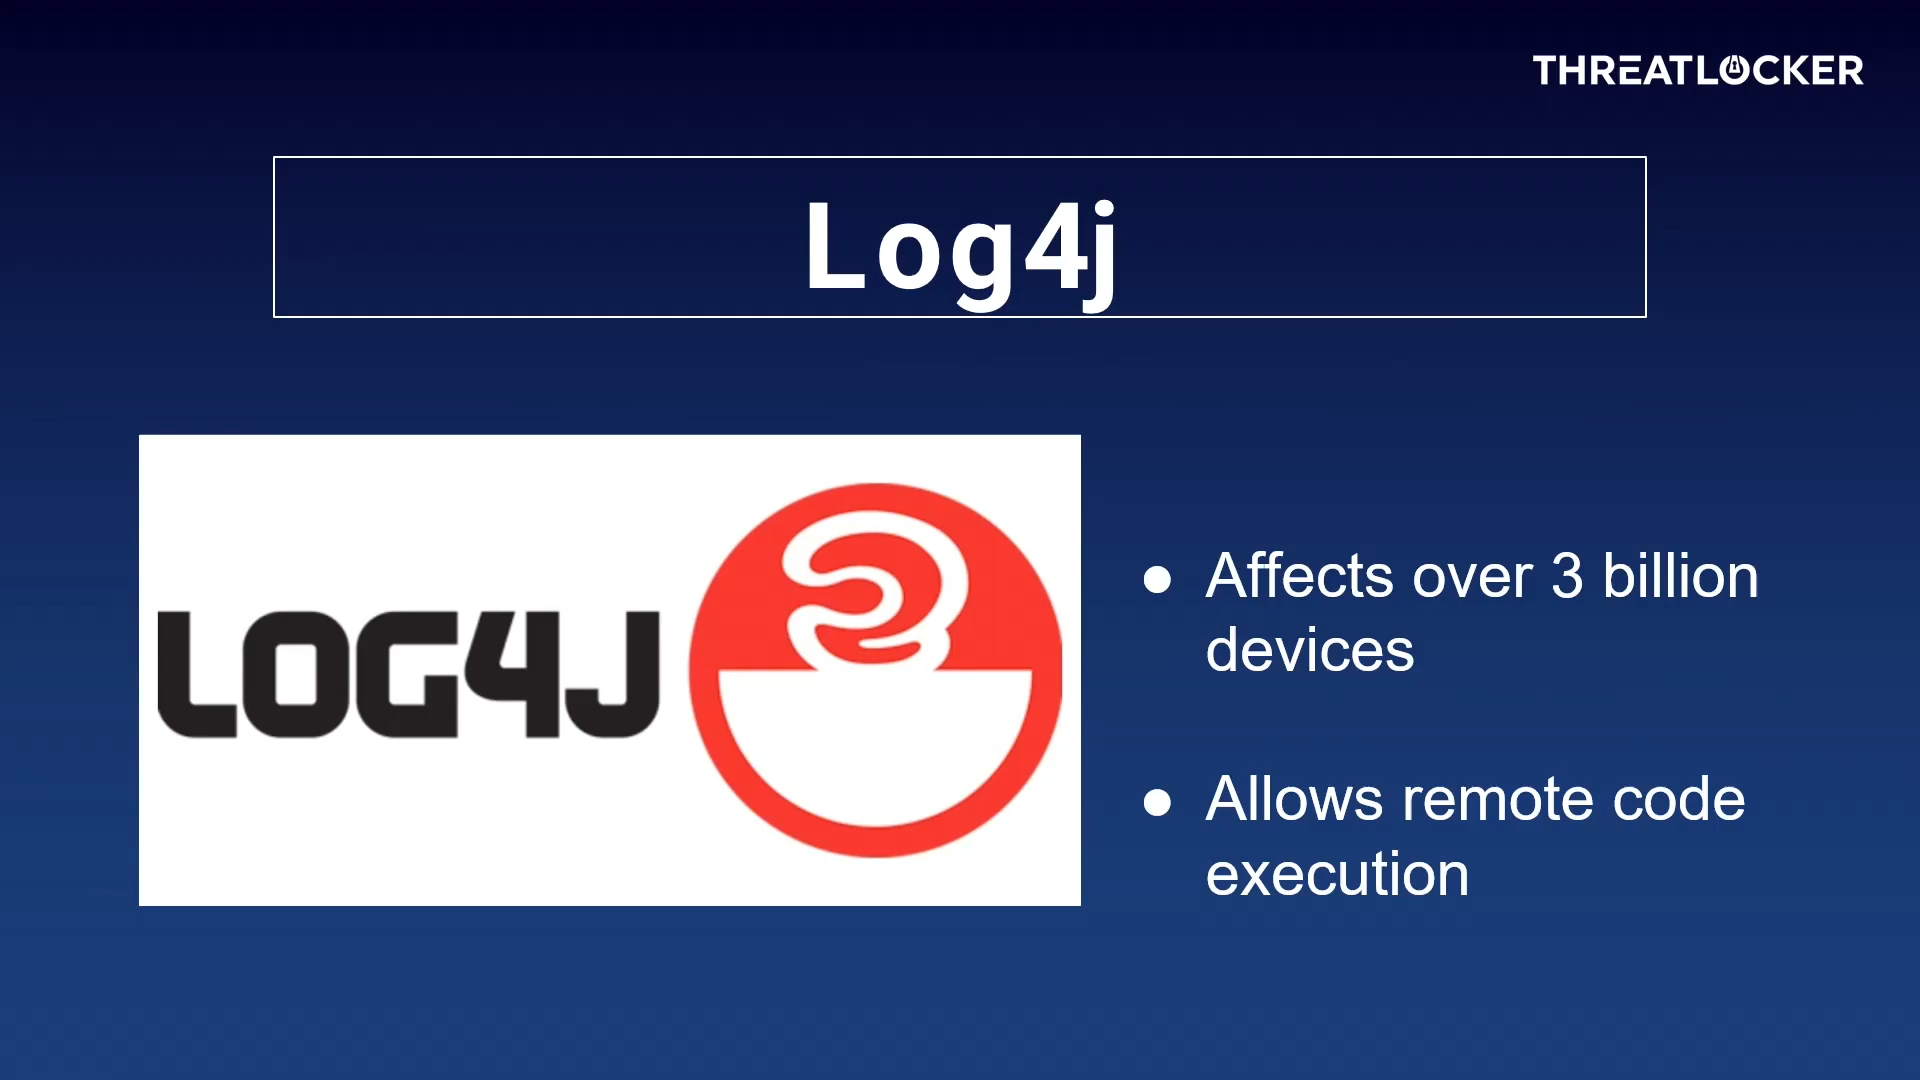 THREATLOCKER
Log4j
LOG4J
● Affects over 3 billion
devices
● Allows remote code
execution